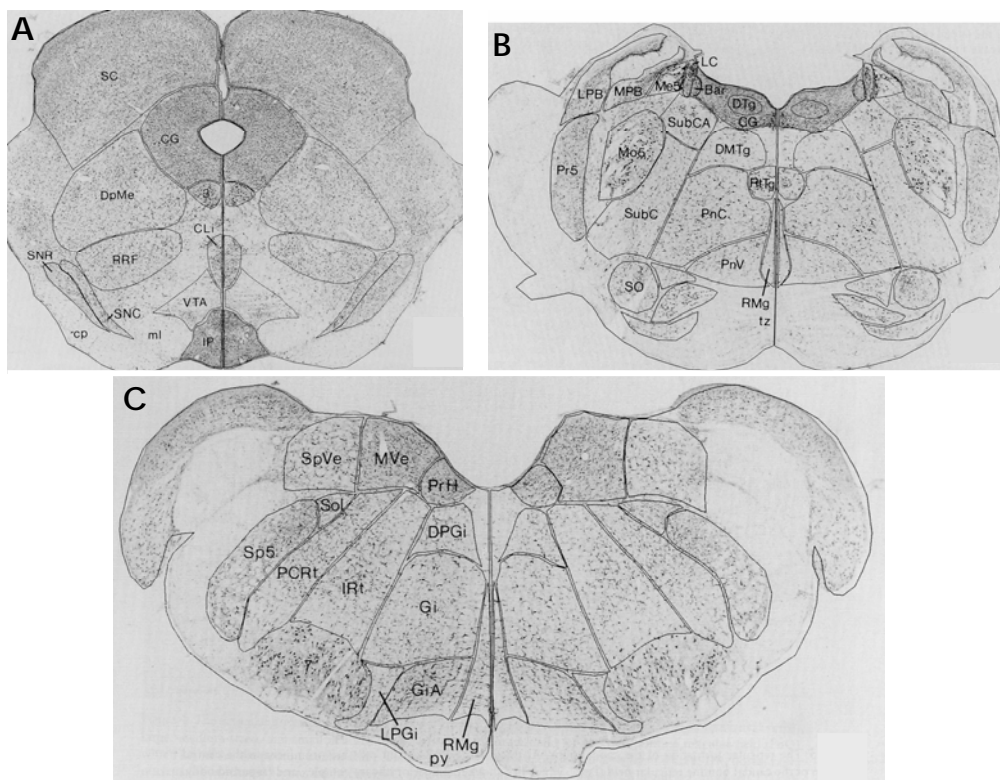 A
SC
CG
DpMe
3
CLi
SNR
RRF
SNC
VTA
cp
ml
IP
B
LC
LPB
MPB
Me5
Bar
DTg
CG
SubCA
Mo5
DMTg
Pr5
RtTg
SubC
PnC
PnV
SO
RMg
tz
C
SpVe
MVe
PrH
Sol
DPGi
Sp5
PCRt
IRt
Gi
7
GiA
LPGi
RMg
py